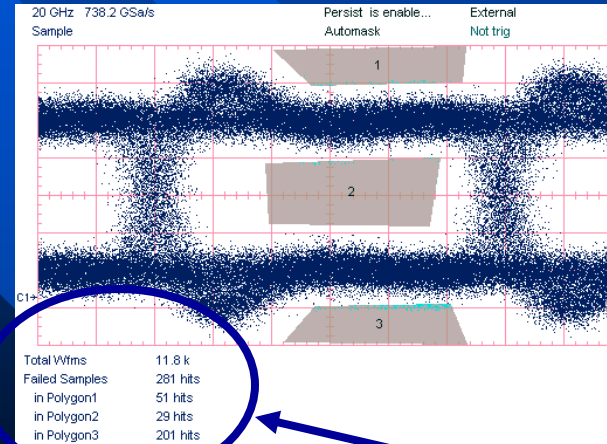 20 GHz 738.2 GSa/s Persist is enable... External
Sample Automask Not trig
1
2
C1
3
Total Wfms 11.8 k
Failed Samples 281 hits
in Polygon1 51 hits
in Polygon2 29 hits
in Polygon3 201 hits